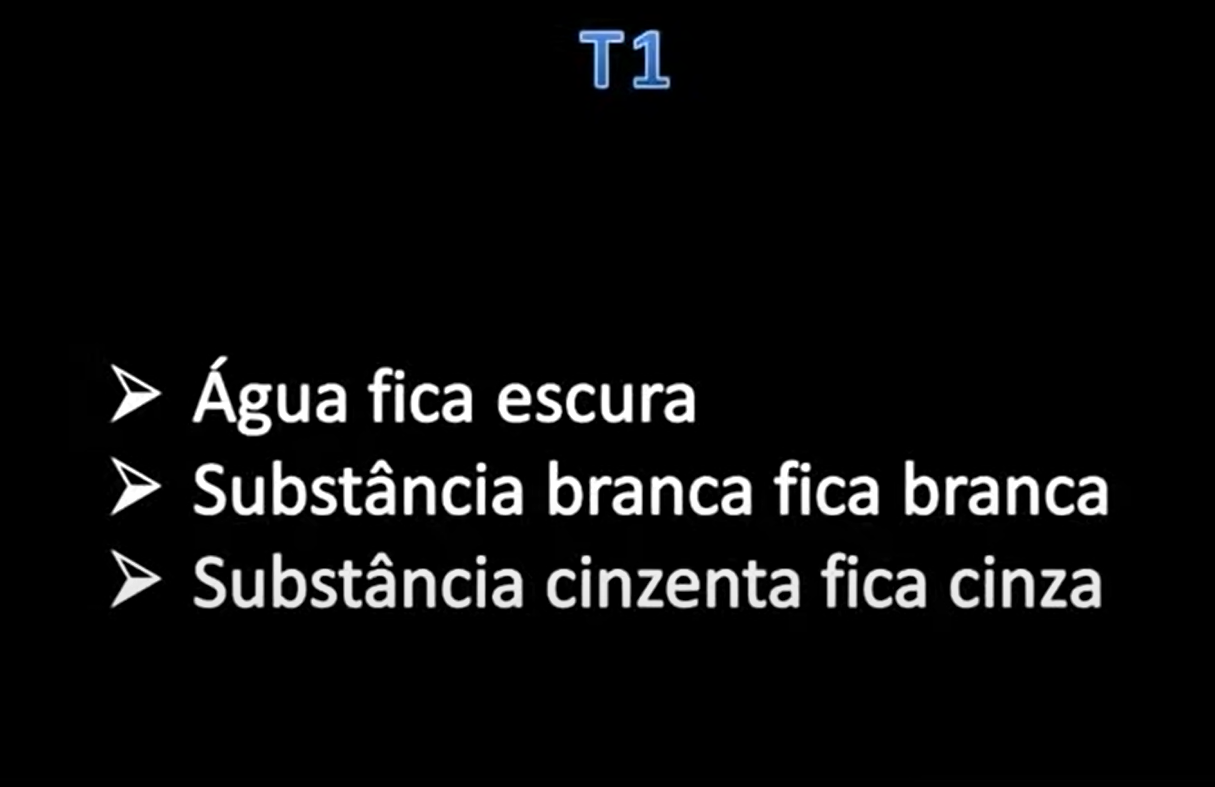 T1
➢ Água fica escura
➢ Substância branca fica branca
➢ Substância cinzenta fica cinza